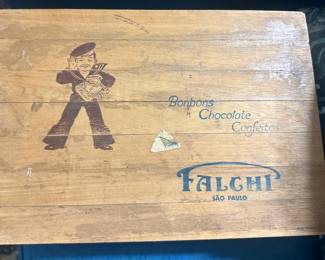 Bonbons
Chocolate
Confeitos
FALCHI
SÃO PAULO